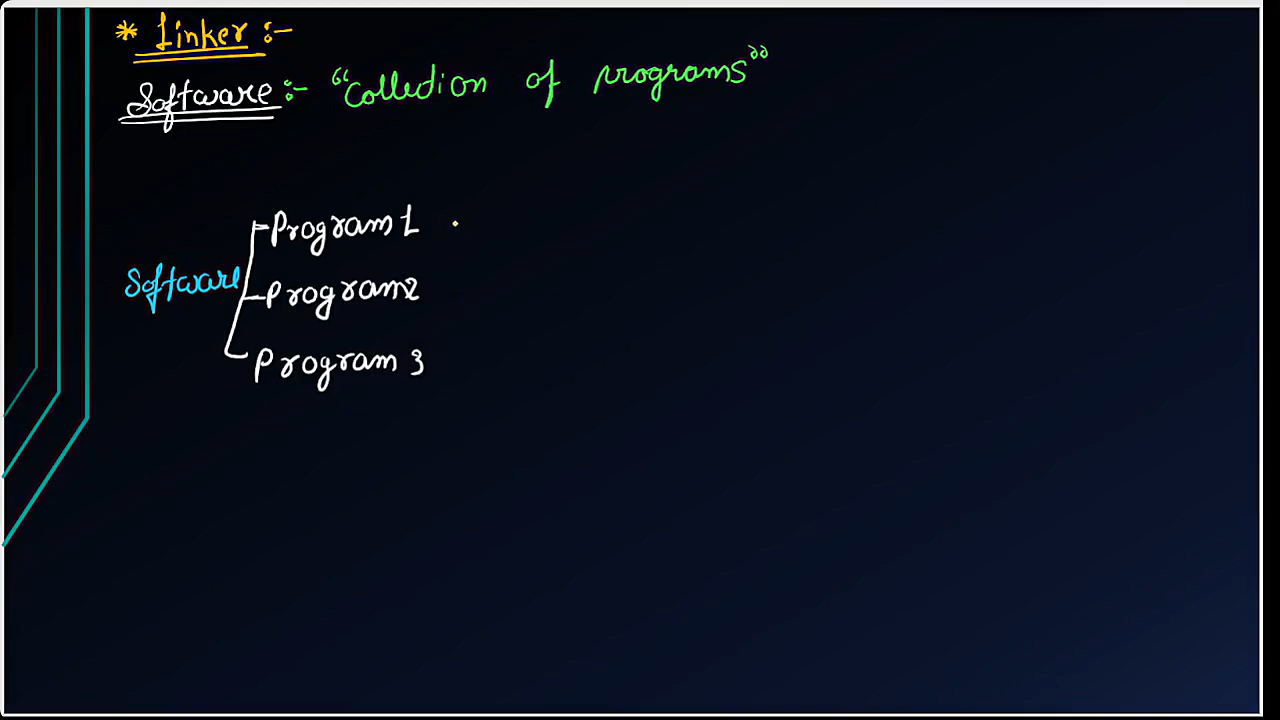 * Linker :-
Software :- "Collection of programs"
Program 1
Software
Program 2
Program 3